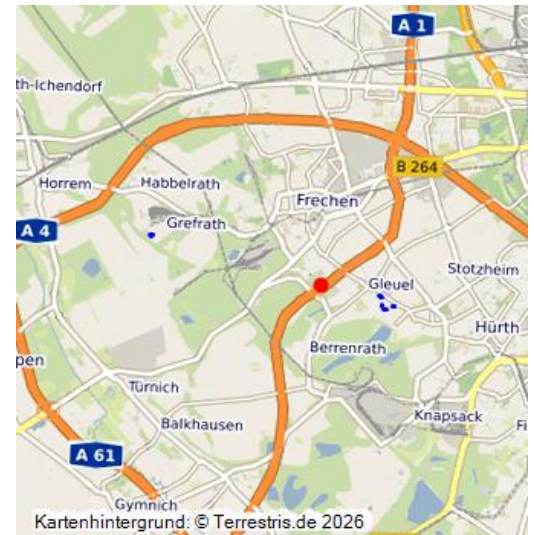 A 1
th-Ichendorf
B 264
Horrem
Habbelrath
Frechen
Grefrath
A 4
Stotzheim
Gleuel
Hürth
Berrenrath
pen
Türnich
Knapsack
Balkhausen
Fi
A 61
Gymnich
Kartenhintergrund: © Terrestris.de 2026